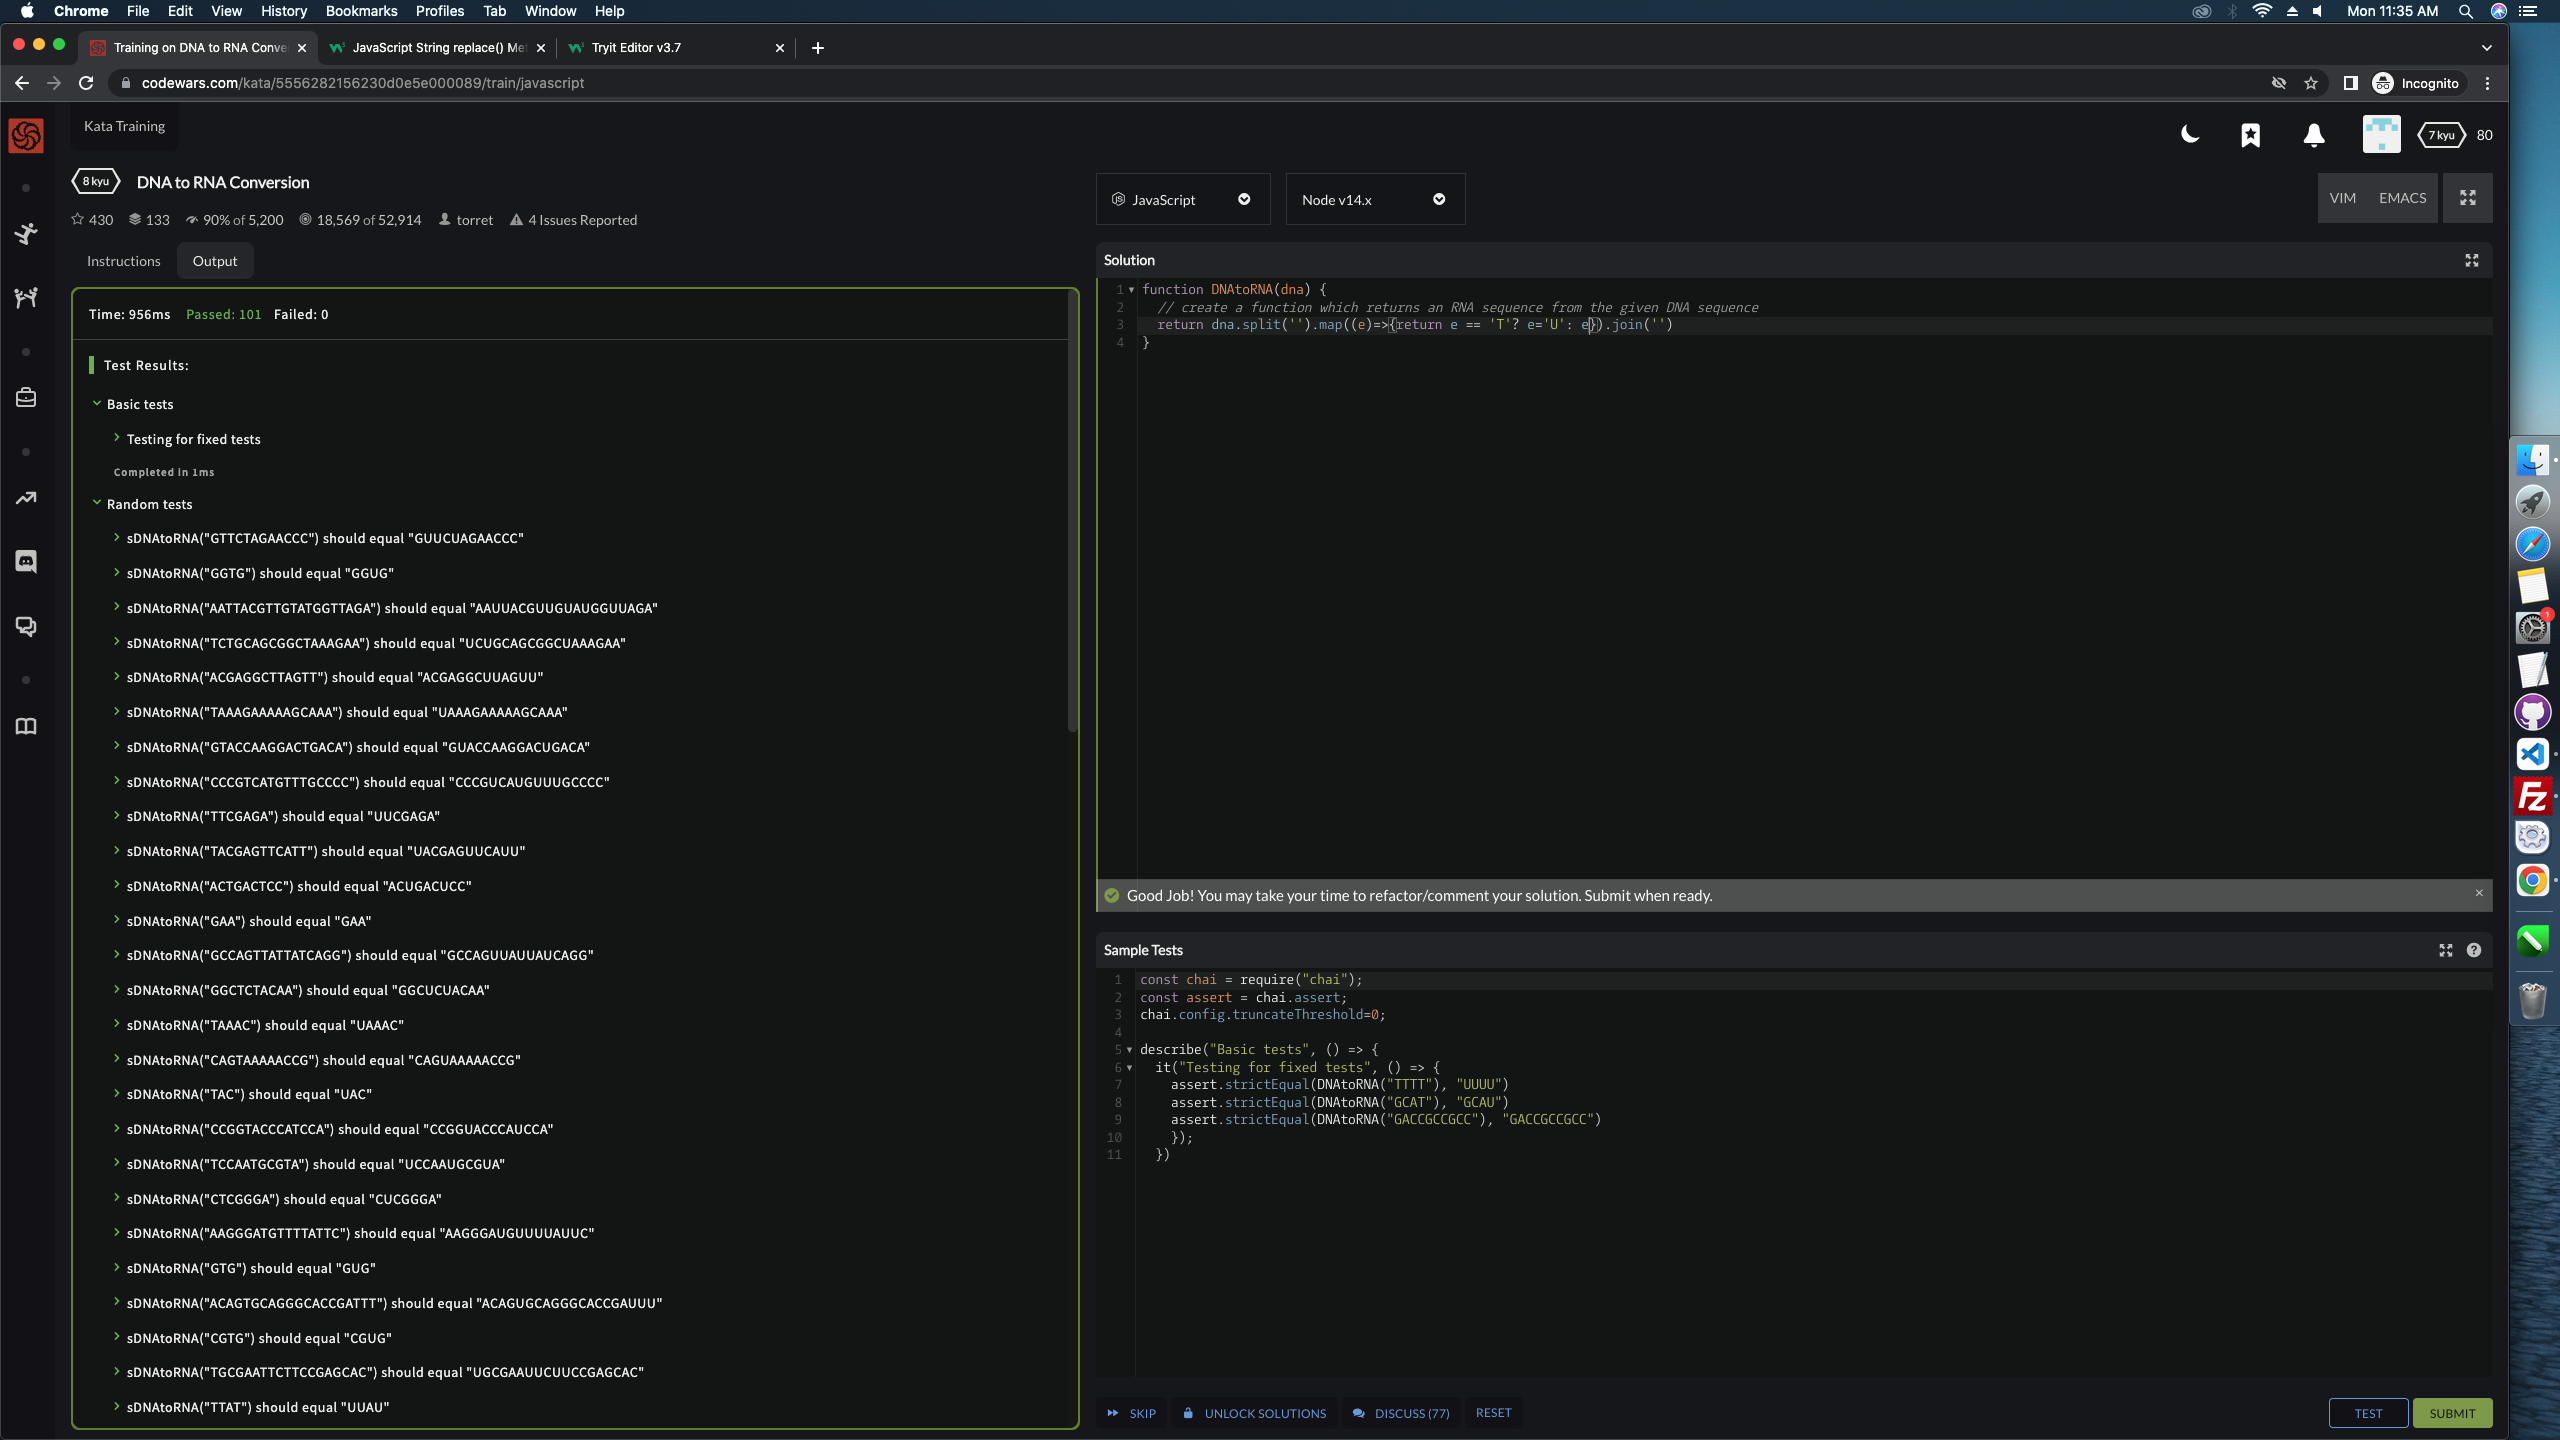 Chrome File Edit View History Bookmarks Profiles Tab Window Help Mon 11:35 AM
Training on DNA to RNA Conve JavaScript String replace() Me Tryit Editor v3.7
codewars.com/kata/5556282156230d0e5e000089/train/javascript Incognito
Kata Training
7 kyu 80
8 kyu DNA to RNA Conversion
430 133 90% of 5,200 18,569 of 52,914 torret 4 Issues Reported
Instructions Output
Time: 956ms Passed: 101 Failed: 0
Test Results:
Basic tests
Testing for fixed tests
Completed in 1ms
Random tests
sDNAtoRNA("GTTCTAGAACCC") should equal "GUUCUAGAACCC"
sDNAtoRNA("GGTG") should equal "GGUG"
sDNAtoRNA("AATTACGTTGTATGGTTAGA") should equal "AAUUACGUUGUAUGGUUAGA"
sDNAtoRNA("TCTGCAGCGGCTAAAGAA") should equal "UCUGCAGCGGCUAAAGAA"
sDNAtoRNA("ACGAGGCTTAGTT") should equal "ACGAGGCUUAGUU"
sDNAtoRNA("TAAAGAAAAAGCAAA") should equal "UAAAGAAAAAGCAAA"
sDNAtoRNA("GTACCAAGGACTGACA") should equal "GUACCAAGGACUGACA"
sDNAtoRNA("CCCGTCATGTTTGCCCC") should equal "CCCGUCAUGUUUGCCCC"
sDNAtoRNA("TTCGAGA") should equal "UUCGAGA"
sDNAtoRNA("TACGAGTTCATT") should equal "UACGAGUUCAUU"
sDNAtoRNA("ACTGACTCC") should equal "ACUGACUCC"
sDNAtoRNA("GAA") should equal "GAA"
sDNAtoRNA("GCCAGTTATTATCAGG") should equal "GCCAGUUAUUAUCAGG"
sDNAtoRNA("GGCTCTACAA") should equal "GGCUCUACAA"
sDNAtoRNA("TAAAC") should equal "UAAAC"
sDNAtoRNA("CAGTAAAAACCG") should equal "CAGUAAAAACCG"
sDNAtoRNA("TAC") should equal "UAC"
sDNAtoRNA("CCGGTACCCATCCA") should equal "CCGGUACCCAUCCA"
sDNAtoRNA("TCCAATGCGTA") should equal "UCCAAUGCGUA"
sDNAtoRNA("CTCGGGA") should equal "CUCGGGA"
sDNAtoRNA("AAGGGATGTTTTATTC") should equal "AAGGGAUGUUUUAUUC"
sDNAtoRNA("GTG") should equal "GUG"
sDNAtoRNA("ACAGTGCAGGGCACCGATTT") should equal "ACAGUGCAGGGCACCGAUUU"
sDNAtoRNA("CGTG") should equal "CGUG"
sDNAtoRNA("TGCGAATTCTTCCGAGCAC") should equal "UGCGAAUUCUUCCGAGCAC"
sDNAtoRNA("TTAT") should equal "UUAU"
JavaScript Node v14.x VIM EMACS
Solution
1 function DNAtoRNA(dna) {
2 // create a function which returns an RNA sequence from the given DNA sequence
3 return dna.split('').map((e)=>{return e == 'T'? e='U': e}).join('')
4 }
Good Job! You may take your time to refactor/comment your solution. Submit when ready. ×
Sample Tests
1 const chai = require("chai");
2 const assert = chai.assert;
3 chai.config.truncateThreshold=0;
4
5 describe("Basic tests", () => {
6 it("Testing for fixed tests", () => {
7 assert.strictEqual(DNAtoRNA("TTTT"), "UUUU")
8 assert.strictEqual(DNAtoRNA("GCAT"), "GCAU")
9 assert.strictEqual(DNAtoRNA("GACCGCCGCC"), "GACCGCCGCC")
10 });
11 })
SKIP UNLOCK SOLUTIONS DISCUSS (77) RESET TEST SUBMIT
1
Fz